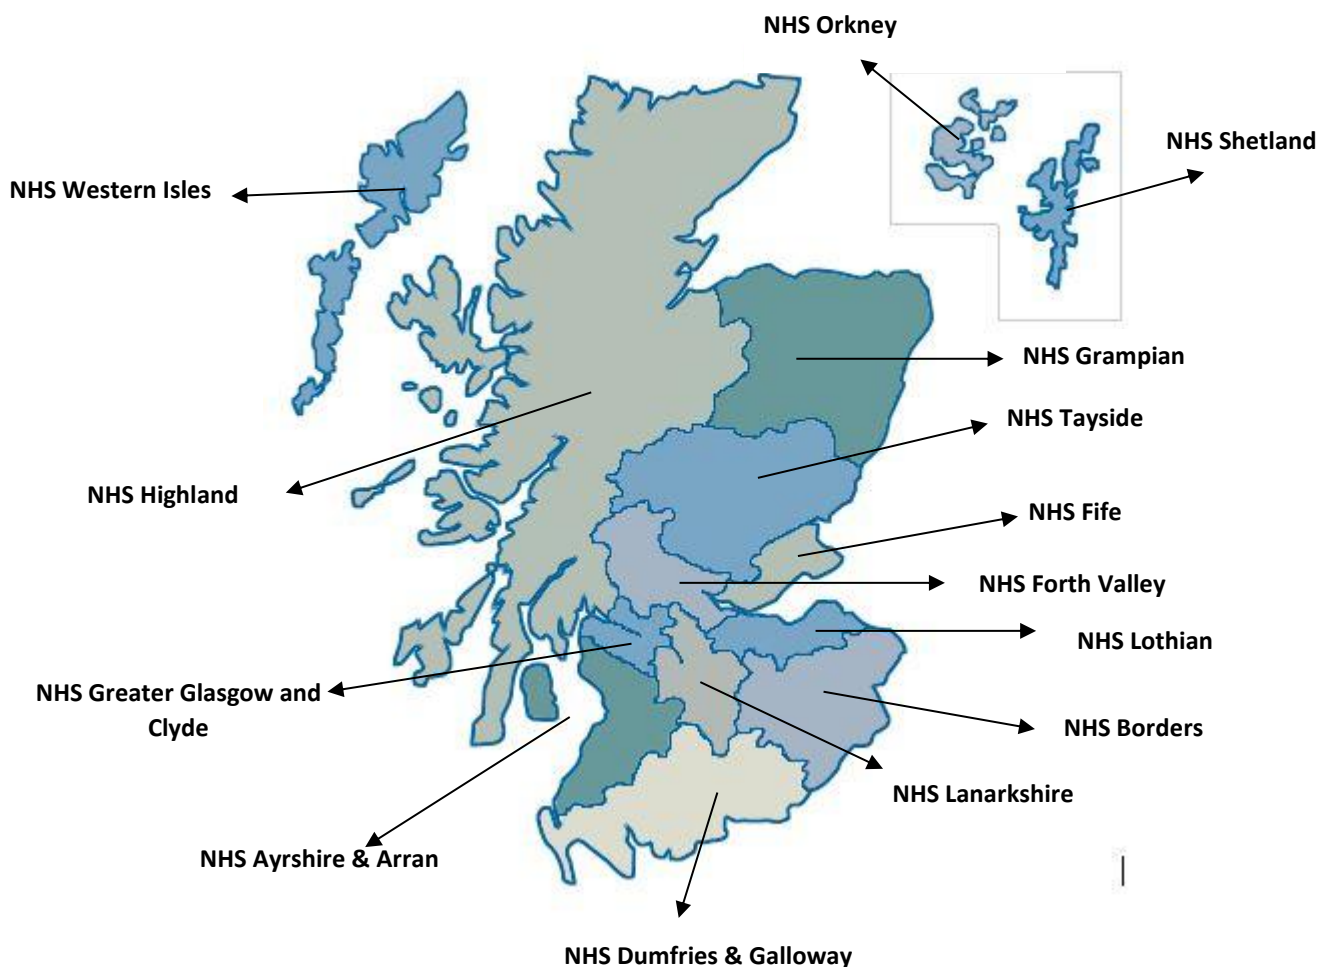 NHS Orkney
NHS Shetland
NHS Western Isles
NHS Grampian
NHS Tayside
NHS Highland
NHS Fife
NHS Forth Valley
NHS Lothian
NHS Greater Glasgow and
Clyde
NHS Borders
NHS Lanarkshire
NHS Ayrshire & Arran
NHS Dumfries & Galloway